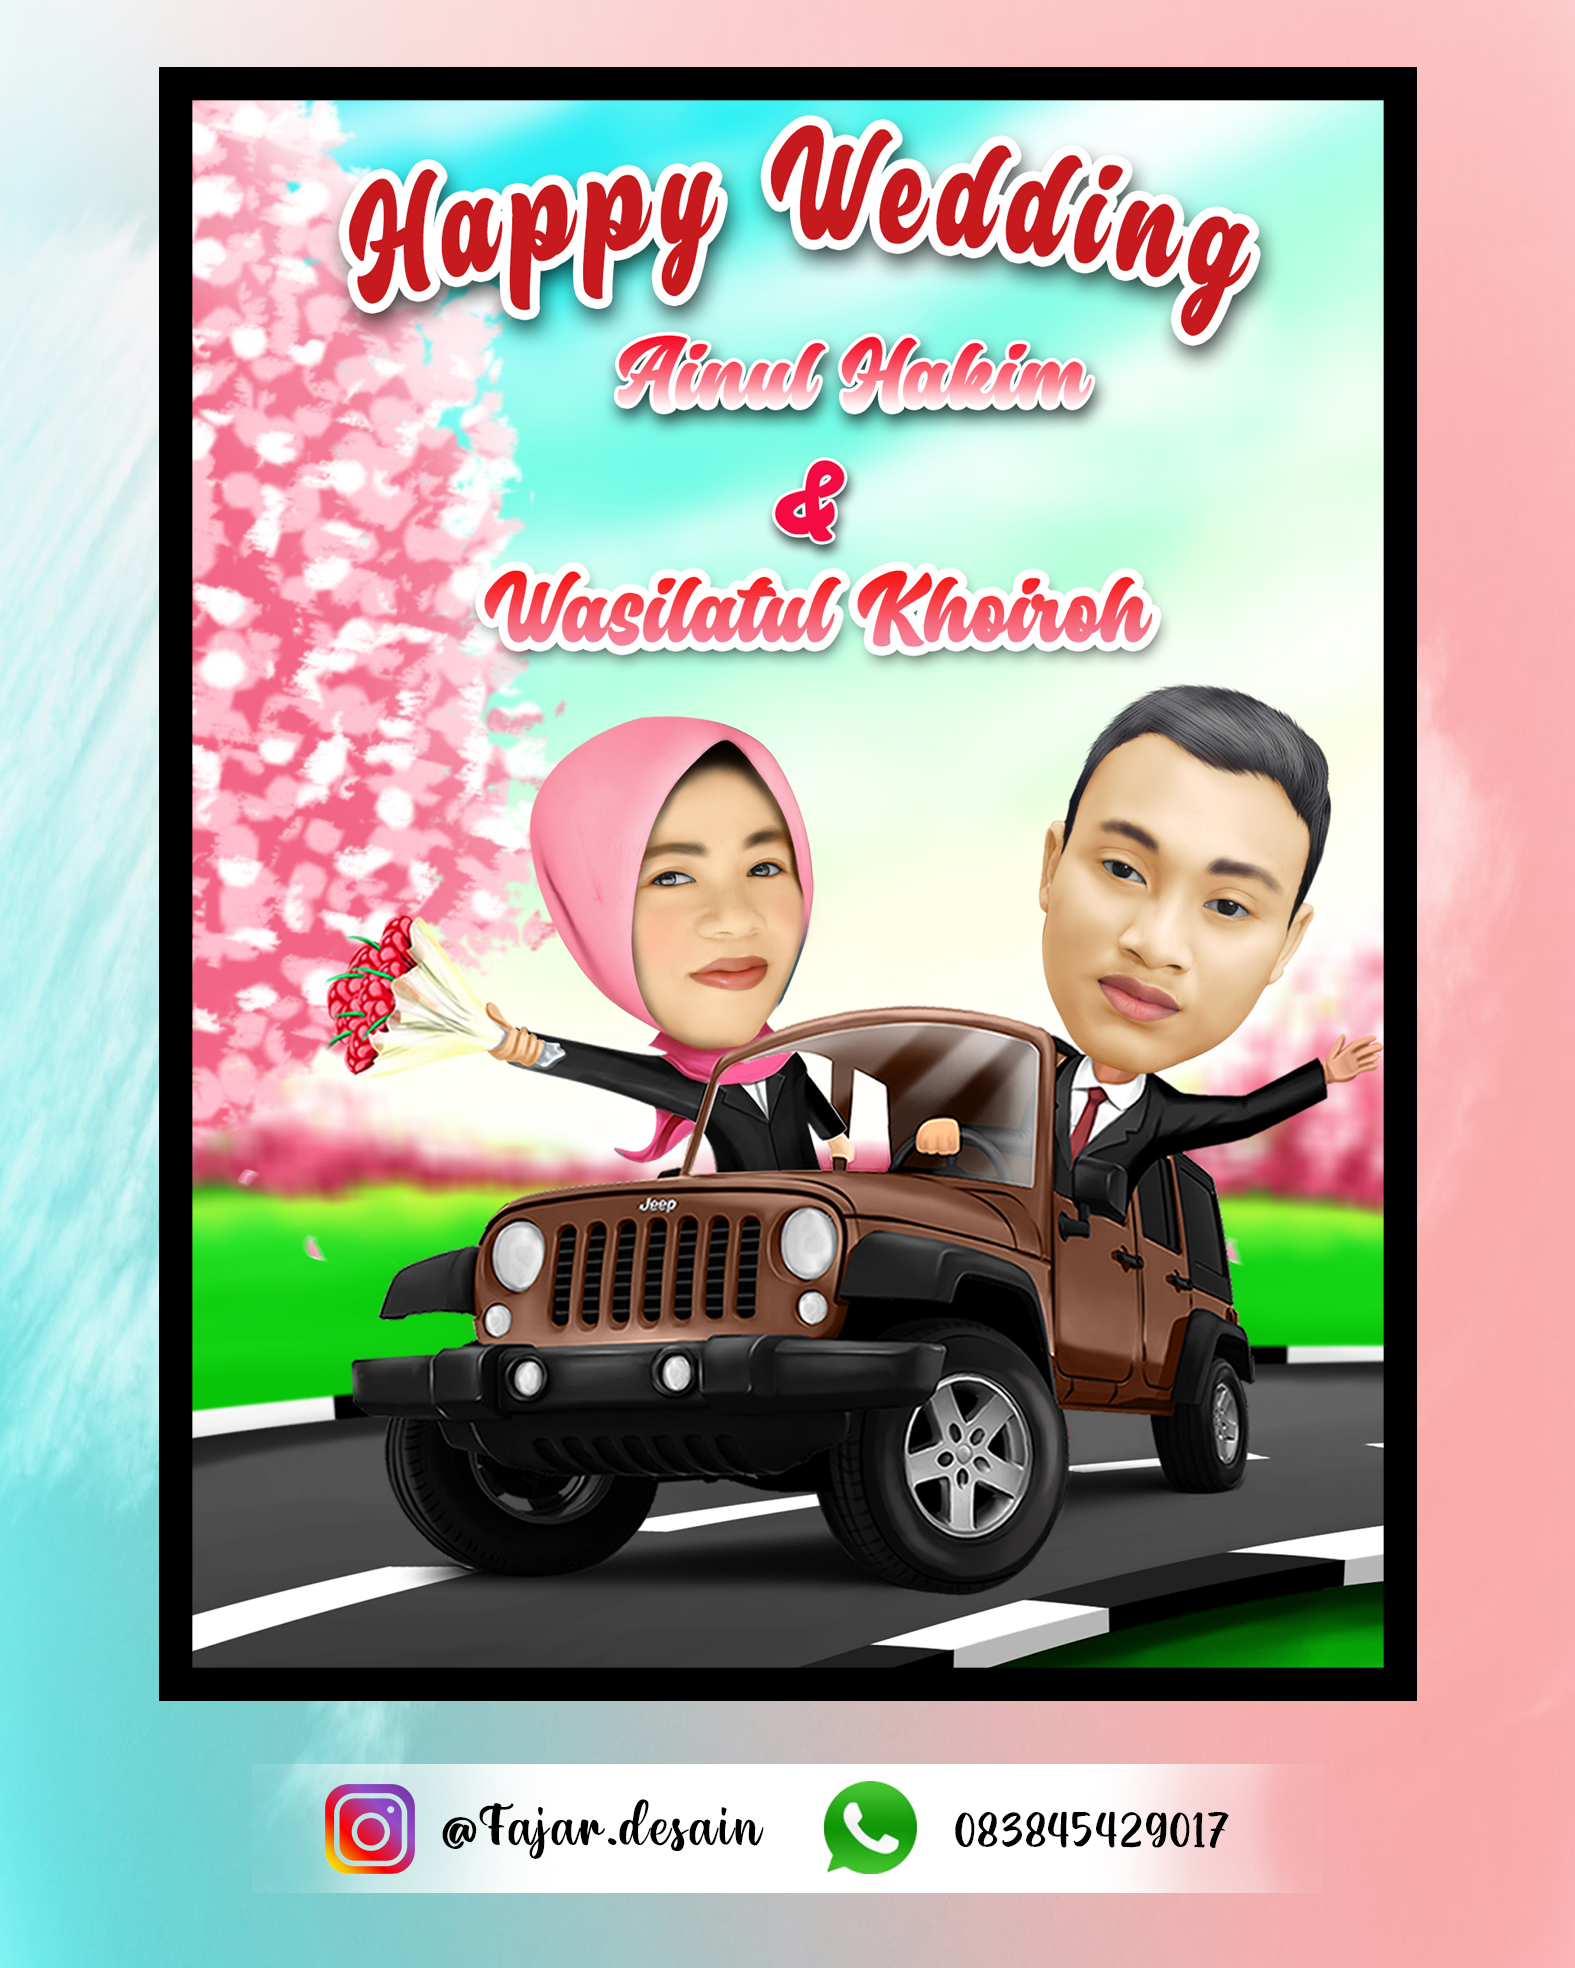 Happy Wedding
Ainul Hakim
&
Wasilatul Khoiroh
Jeep
@Fajar.desain 083845429017